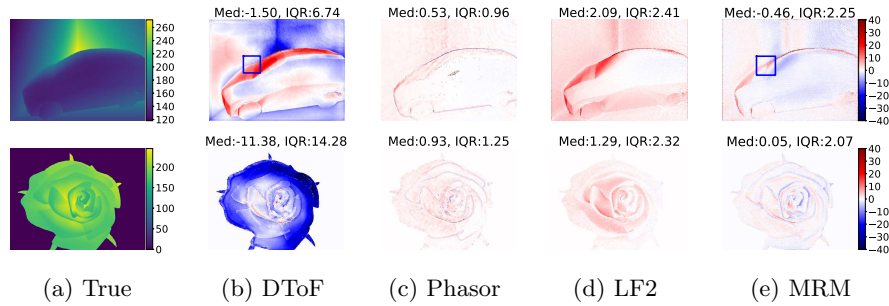 Med:-1.50, IQR:6.74
Med:0.53, IQR:0.96
Med:2.09, IQR:2.41
Med:-0.46, IQR:2.25
260
240
220
200
180
160
140
120
40
30
20
10
0
−10
−20
−30
−40
Med:-11.38, IQR:14.28
Med:0.93, IQR:1.25
Med:1.29, IQR:2.32
Med:0.05, IQR:2.07
200
150
100
50
0
40
30
20
10
0
−10
−20
−30
−40
(a) True
(b) DToF
(c) Phasor
(d) LF2
(e) MRM